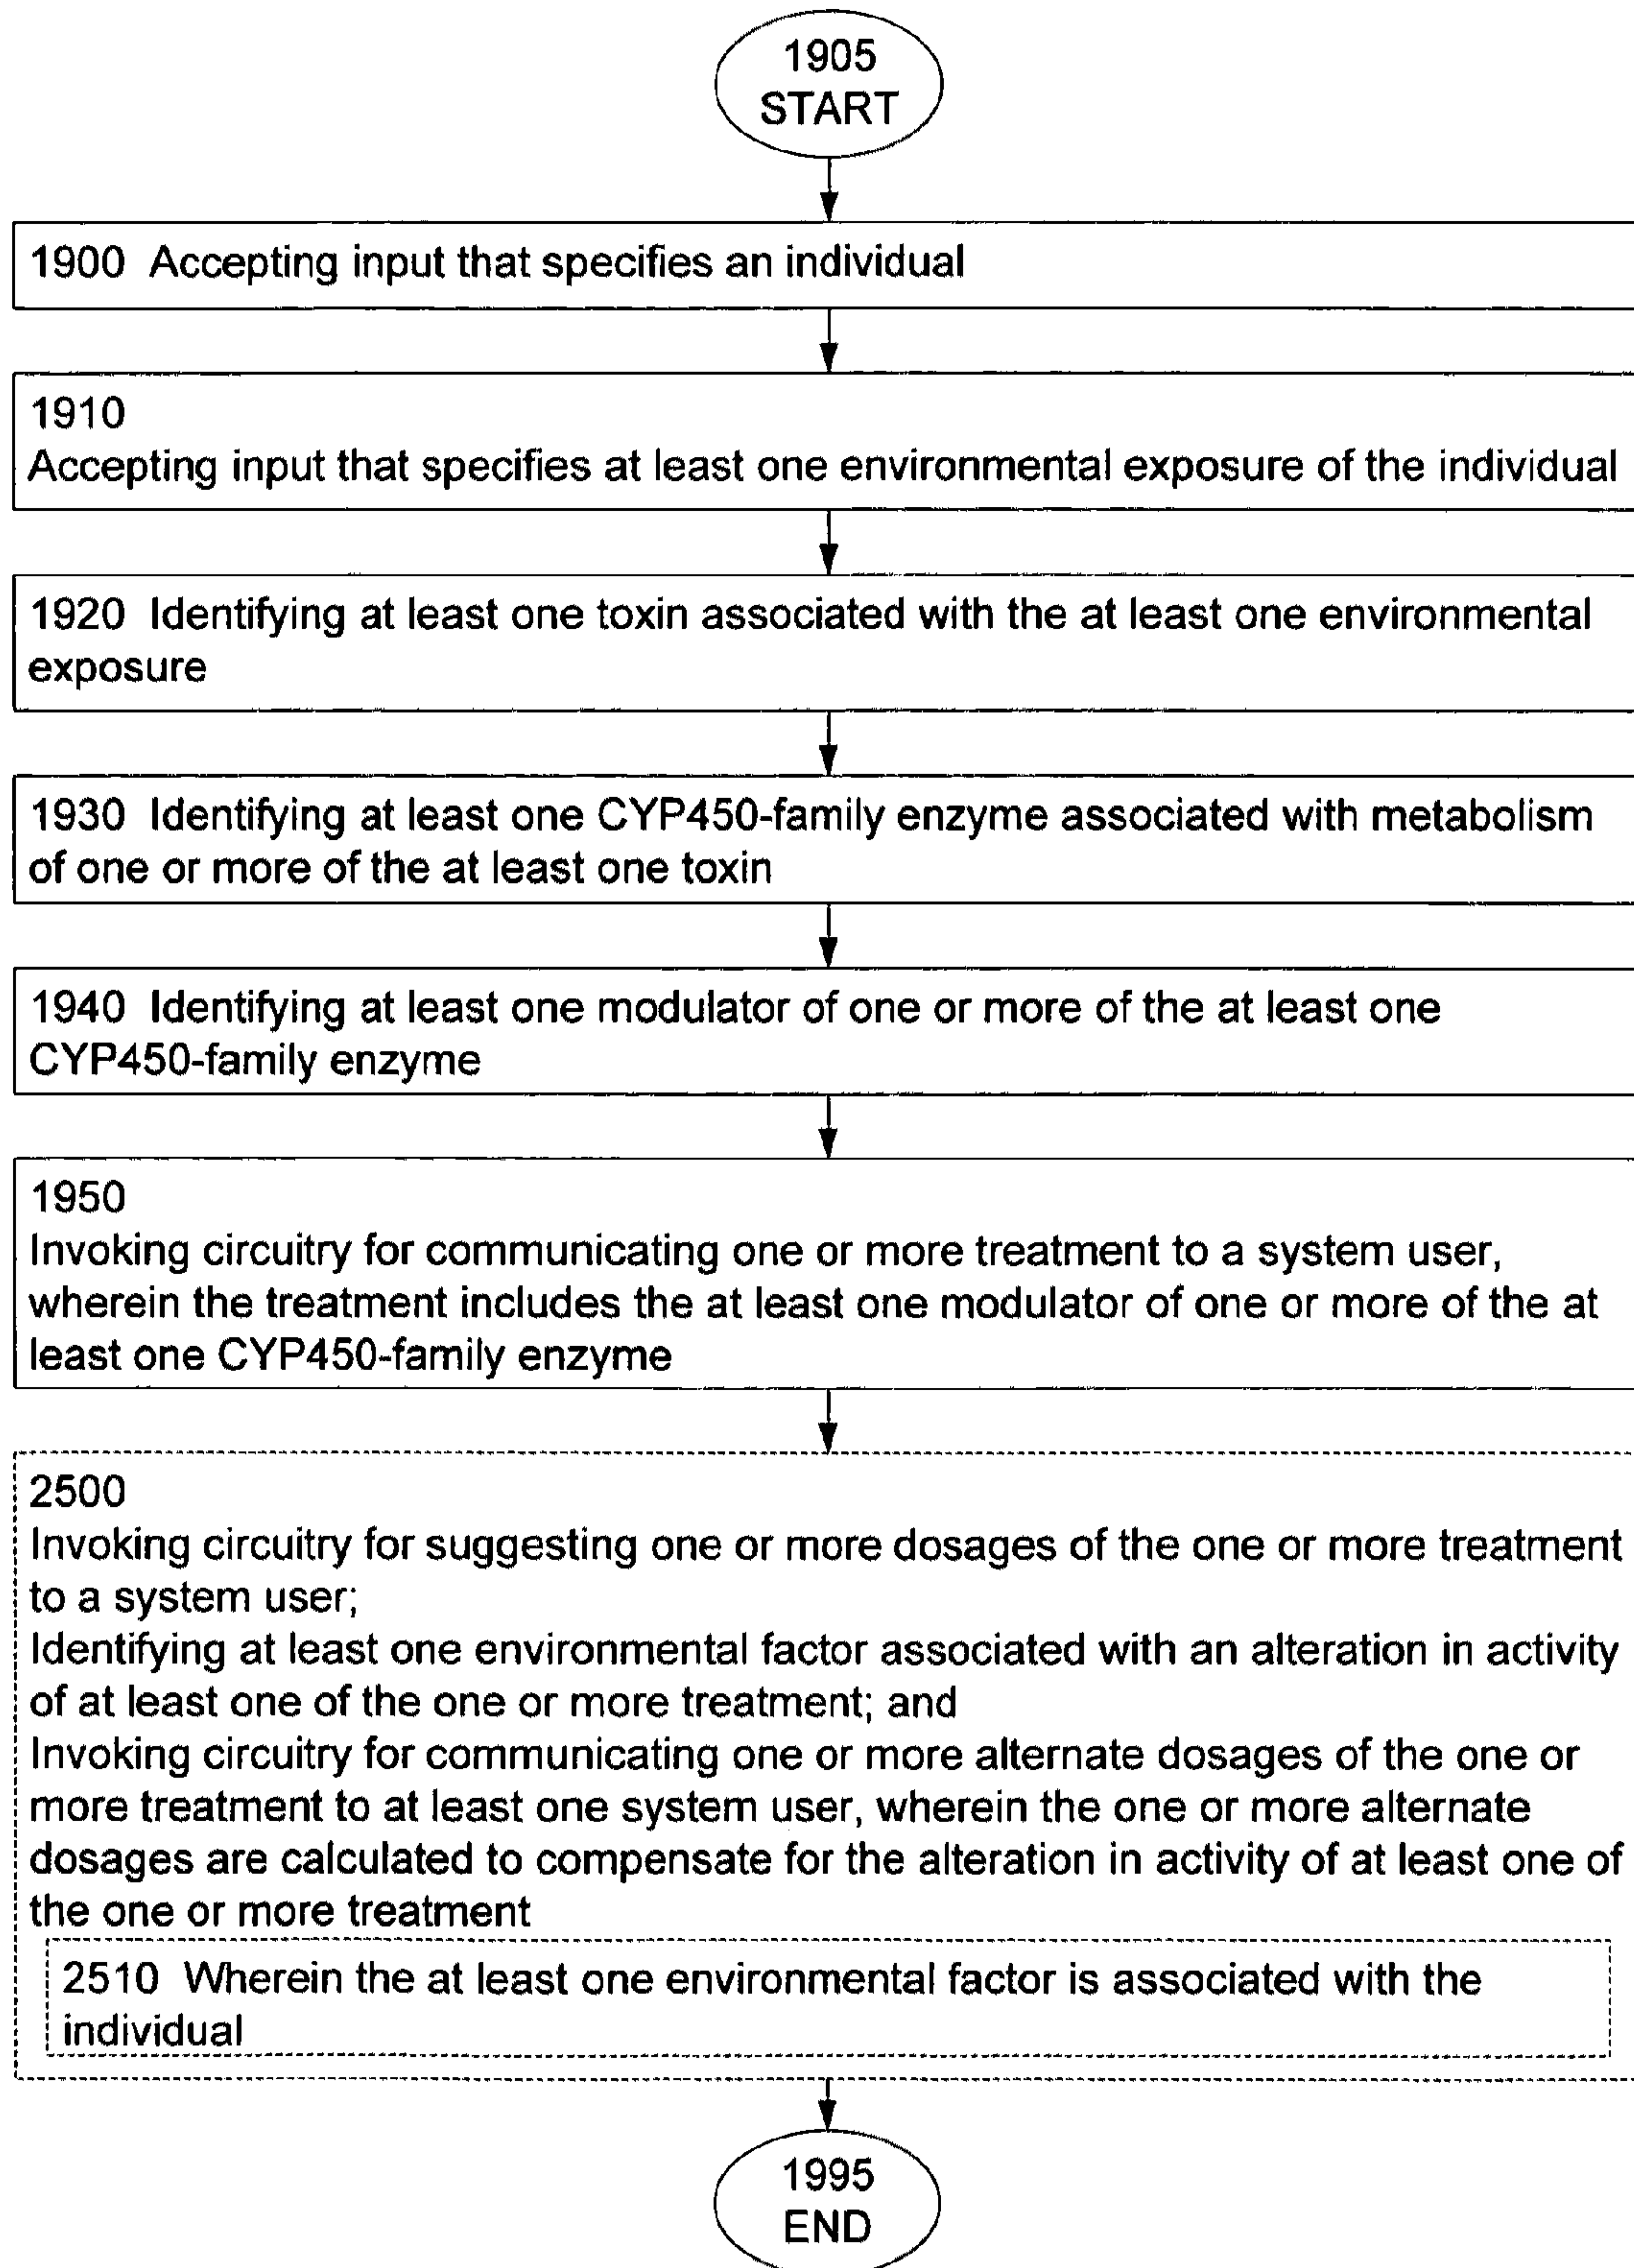 1905
START
1900 Accepting input that specifies an individual
1910
Accepting input that specifies at least one environmental exposure of the individual
1920 Identifying at least one toxin associated with the at least one environmental
exposure
1930 Identifying at least one CYP450-family enzyme associated with metabolism
of one or more of the at least one toxin
1940 Identifying at least one modulator of one or more of the at least one
CYP450-family enzyme
1950
Invoking circuitry for communicating one or more treatment to a system user,
wherein the treatment includes the at least one modulator of one or more of the at
least one CYP450-family enzyme
2500
Invoking circuitry for suggesting one or more dosages of the one or more treatment
to a system user;
Identifying at least one environmental factor associated with an alteration in activity
of at least one of the one or more treatment; and
Invoking circuitry for communicating one or more alternate dosages of the one or
more treatment to at least one system user, wherein the one or more alternate
dosages are calculated to compensate for the alteration in activity of at least one of
the one or more treatment
2510 Wherein the at least one environmental factor is associated with the
individual
1995
END